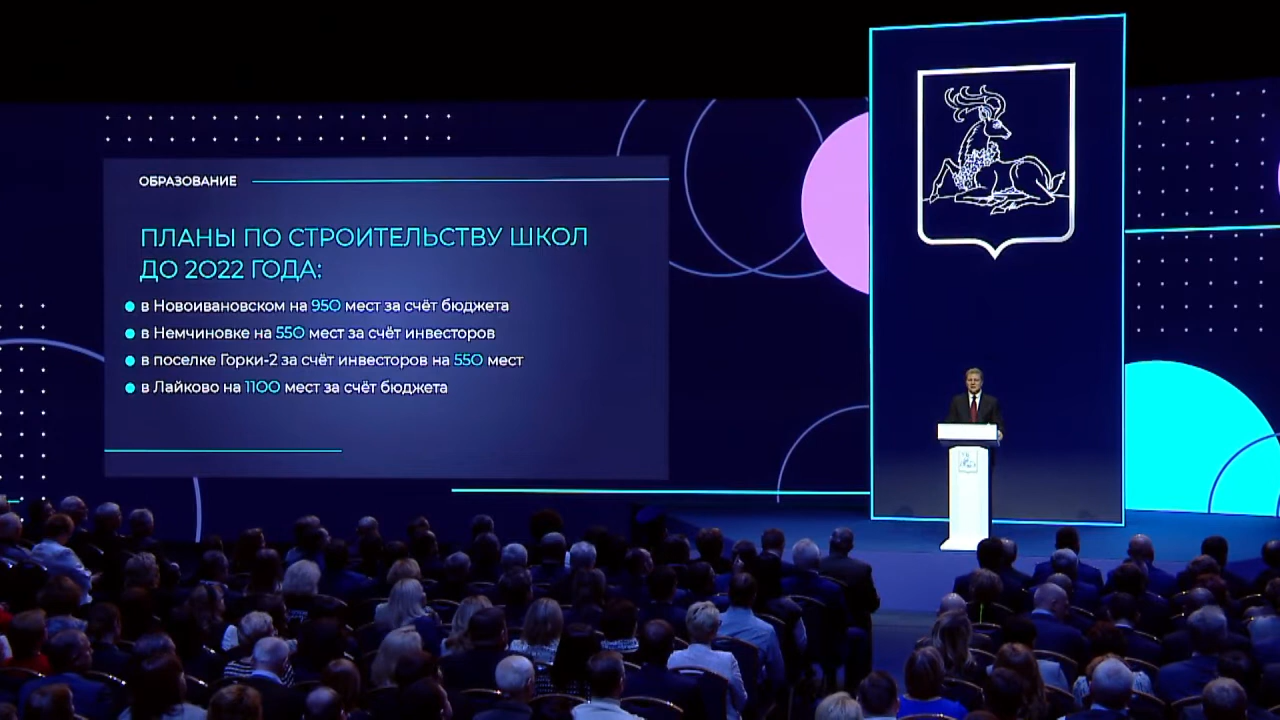 ОБРАЗОВАНИЕ
ПЛАНЫ ПО СТРОИТЕЛЬСТВУ ШКОЛ
ДО 2022 ГОДА:
в Новоивановском на 950 мест за счёт бюджета
в Немчиновке на 550 мест за счёт инвесторов
в поселке Горки-2 за счёт инвесторов на 550 мест
в Лайково на 1100 мест за счёт бюджета